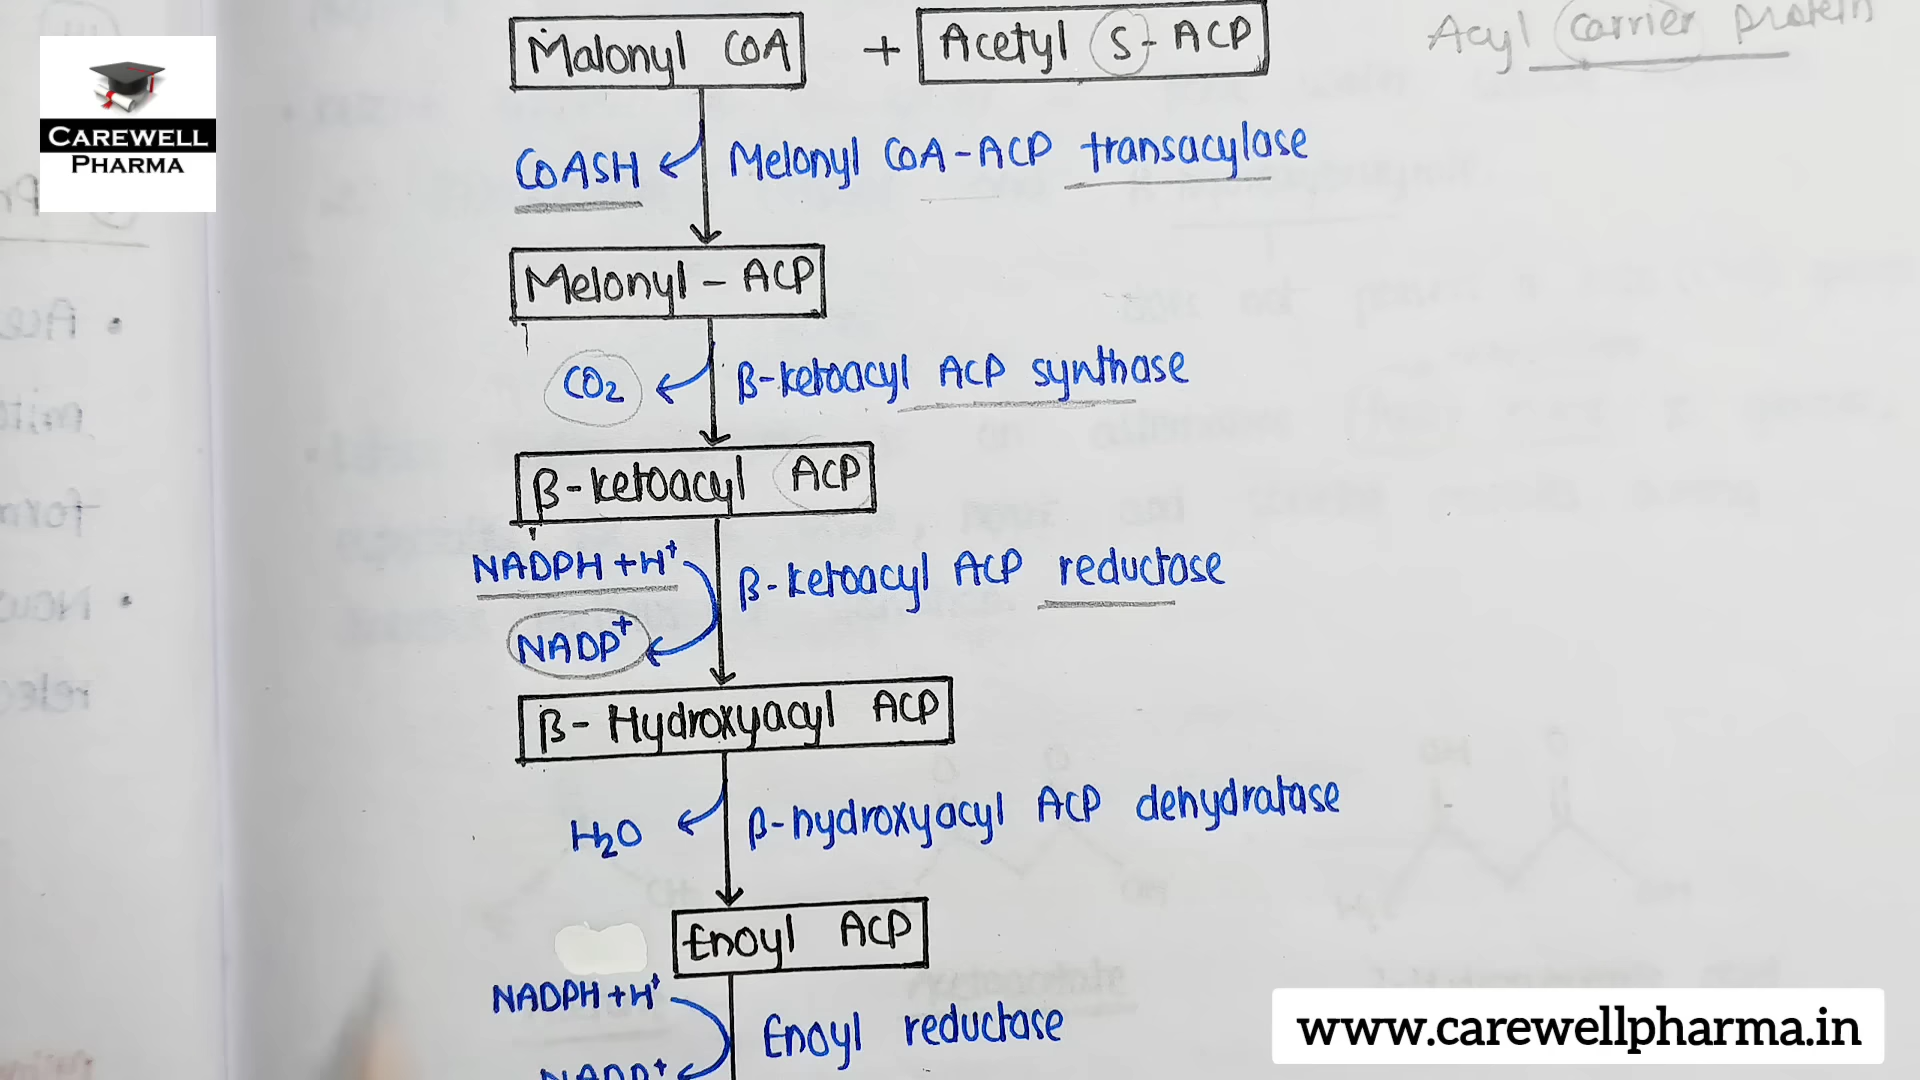 Malonyl CoA + Acetyl S-ACP
Acyl Carrier Protein
CAREWELL
PHARMA
CoASH
Melonyl CoA-ACP transacylase
Melonyl-ACP
CO2
β-ketoacyl ACP synthase
β-ketoacyl ACP
NADPH+H+
β-ketoacyl ACP reductase
NADP+
β-Hydroxyacyl ACP
H2O
β-hydroxyacyl ACP dehydratase
Enoyl ACP
NADPH+H+
Enoyl reductase
NADP+
www.carewellpharma.in